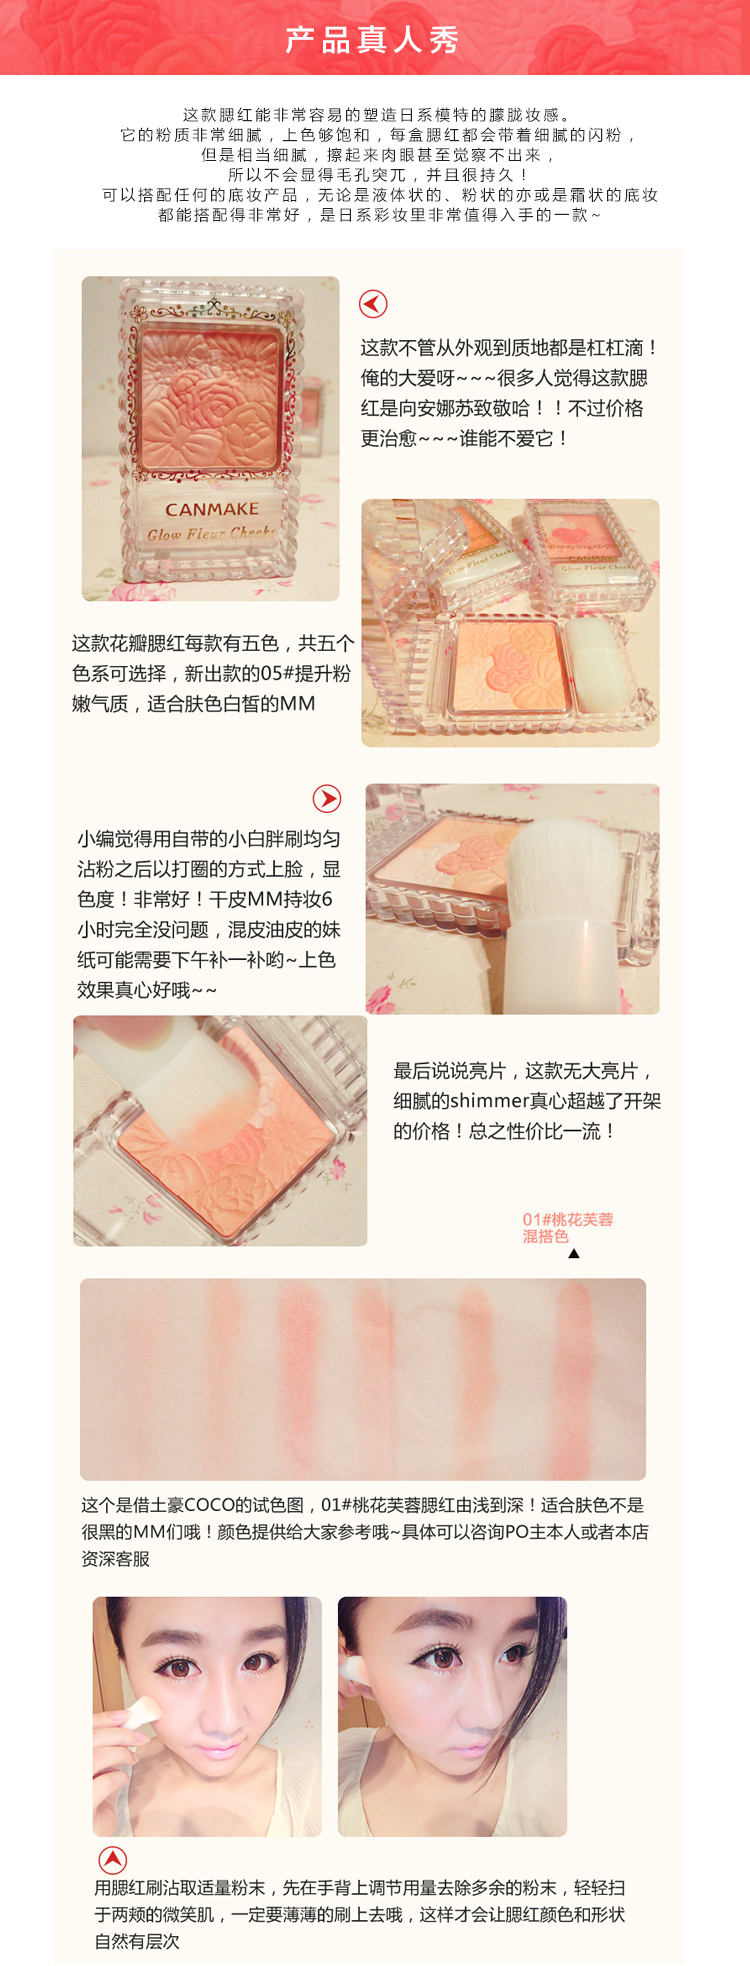 产品真人秀
这款腮红能非常容易的塑造日系模特的朦胧妆感。
它的粉质非常细腻，上色够饱和，每盒腮红都会带着细腻的闪粉，
但是相当细腻，擦起来肉眼甚至觉察不出来，
所以不会显得毛孔突兀，并且很持久！
可以搭配任何的底妆产品，无论是液体状的、粉状的亦或是霜状的底妆
都能搭配得非常好，是日系彩妆里非常值得入手的一款~
这款不管从外观到质地都是杠杠滴！
俺的大爱呀~~~很多人觉得这款腮
红是向安娜苏致敬哈！！不过价格
更治愈~~~谁能不爱它！
CANMAKE
Glow Fleur Cheeks
Glow Fleur Cheeks
Glow Fleur Cheeks
这款花瓣腮红每款有五色，共五个
色系可选择，新出款的05#提升粉
嫩气质，适合肤色白皙的MM
小编觉得用自带的小白胖刷均匀
沾粉之后以打圈的方式上脸，显
色度！非常好！干皮MM持妆6
小时完全没问题，混皮油皮的妹
纸可能需要下午补一补哟~上色
效果真心好哦~~
最后说说亮片，这款无大亮片，
细腻的shimmer真心超越了开架
的价格！总之性价比一流！
01#桃花芙蓉
混搭色
这个是借土豪COCO的试色图，01#桃花芙蓉腮红由浅到深！适合肤色不是
很黑的MM们哦！颜色提供给大家参考哦~具体可以咨询PO主本人或者本店
资深客服
用腮红刷沾取适量粉末，先在手背上调节用量去除多余的粉末，轻轻扫
于两颊的微笑肌，一定要薄薄的刷上去哦，这样才会让腮红颜色和形状
自然有层次